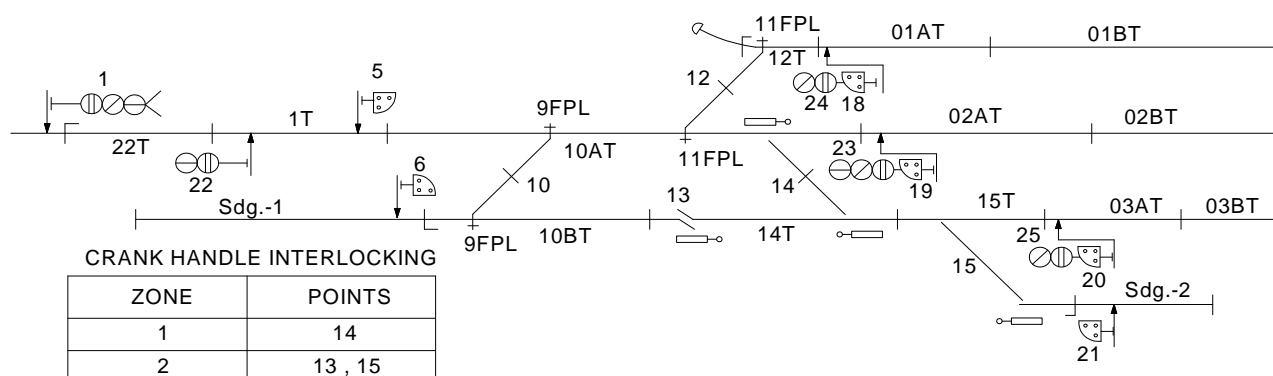 11FPL
01AT
01BT
12T
1
5
12
24
18
9FPL
1T
02AT
02BT
22T
10AT
11FPL
23
22
6
10
14
19
13
Sdg.-1
15T
03AT
03BT
9FPL
10BT
14T
25
CRANK HANDLE INTERLOCKING
15
20
ZONE POINTS
Sdg.-2
1 14
21
2 13 , 15